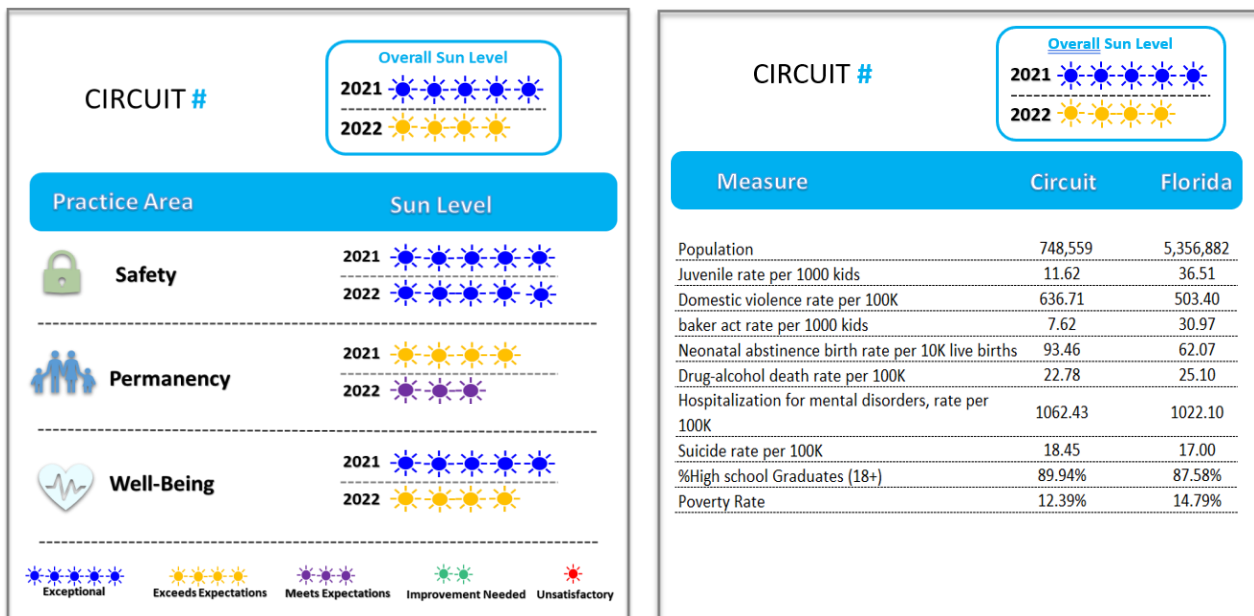 Overall Sun Level
2021
CIRCUIT #
2022
Practice Area Sun Level
2021
Safety
2022
2021
Permanency
2022
2021
Well-Being
2022
Exceptional Exceeds Expectations Meets Expectations Improvement Needed Unsatisfactory
Overall Sun Level
CIRCUIT #
2021
2022
Measure Circuit Florida
Population 748,559 5,356,882
Juvenile rate per 1000 kids 11.62 36.51
Domestic violence rate per 100K 636.71 503.40
baker act rate per 1000 kids 7.62 30.97
Neonatal abstinence birth rate per 10K live births 93.46 62.07
Drug-alcohol death rate per 100K 22.78 25.10
Hospitalization for mental disorders, rate per
100K 1062.43 1022.10
Suicide rate per 100K 18.45 17.00
%High school Graduates (18+) 89.94% 87.58%
Poverty Rate 12.39% 14.79%